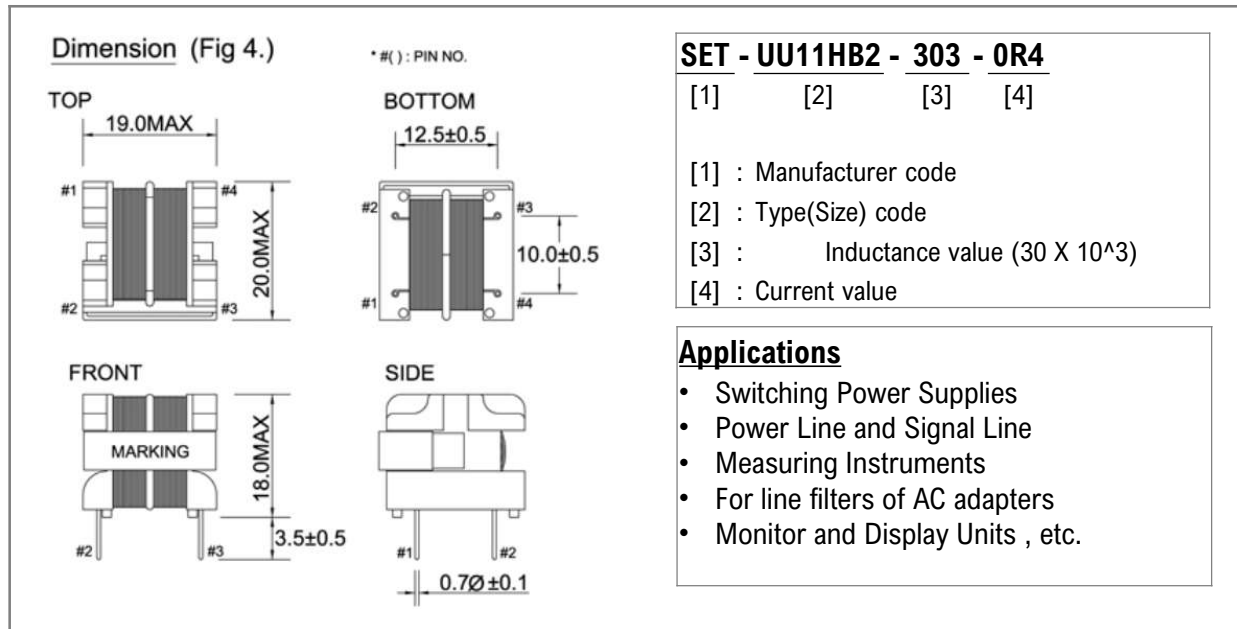 Dimension (Fig 4.)
* #( ) : PIN NO.
TOP
19.0MAX
#1
#4
20.0MAX
#2
#3
BOTTOM
12.5±0.5
#2
#3
10.0±0.5
#1
#4
FRONT
MARKING
18.0MAX
3.5±0.5
#2
#3
SIDE
#1
#2
0.7Ø±0.1
SET - UU11HB2 - 303 - 0R4
[1] [2] [3] [4]
[1] : Manufacturer code
[2] : Type(Size) code
[3] : Inductance value (30 X 10^3)
[4] : Current value
Applications
• Switching Power Supplies
• Power Line and Signal Line
• Measuring Instruments
• For line filters of AC adapters
• Monitor and Display Units , etc.